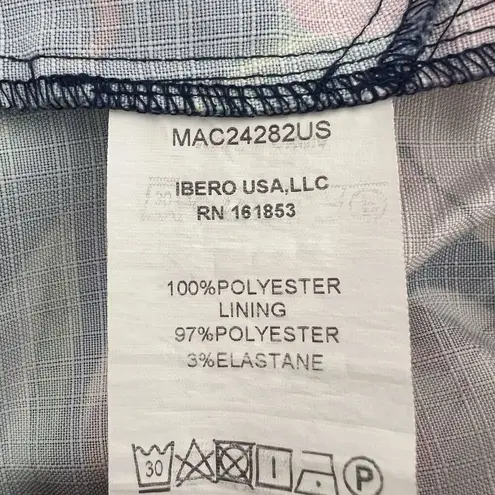 MAC24282US
IBERO USA,LLC
RN 161853
100%POLYESTER
LINING
97%POLYESTER
3%ELASTANE
30
P